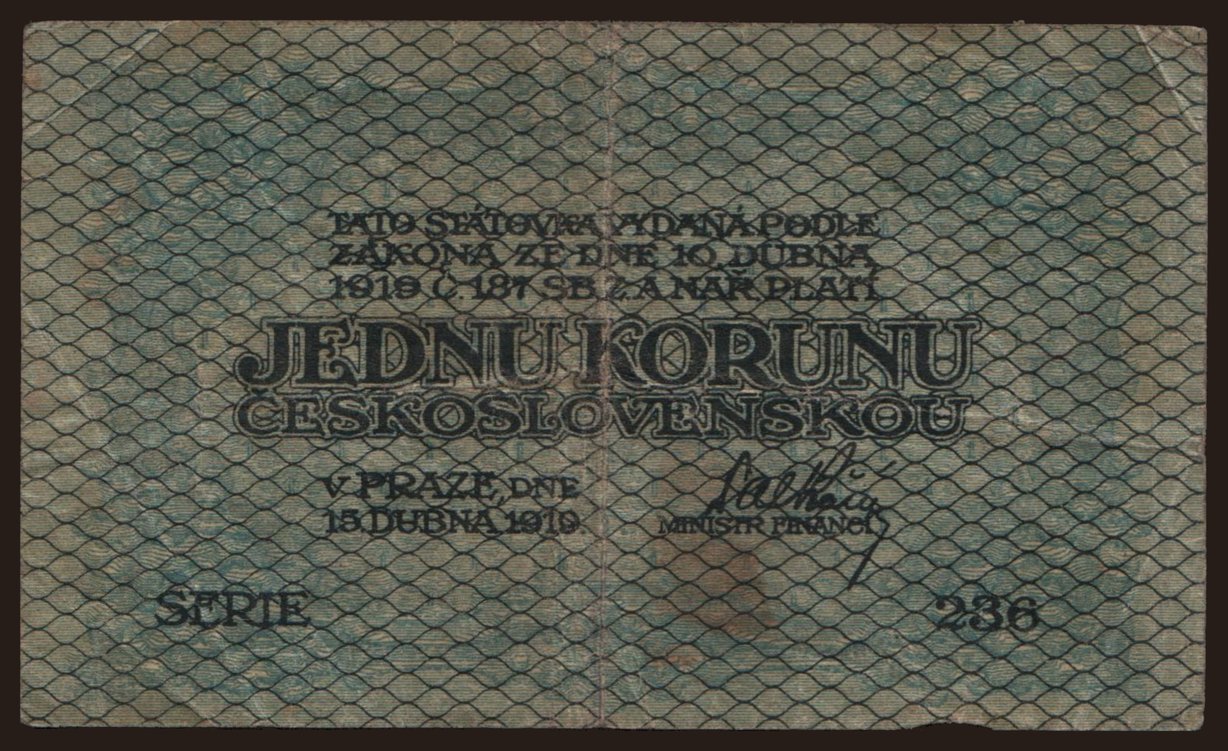 TATO STÁTOVKA VYDANÁ PODLE
ZÁKONA ZE DNE 10. DUBNA
1919 Č. 187 SB. Z. A NAŘ. PLATÍ
JEDNU KORUNU
ČESKOSLOVENSKOU
V PRAZE, DNE
15. DUBNA 1919.
MINISTR FINANCÍ
SERIE 236